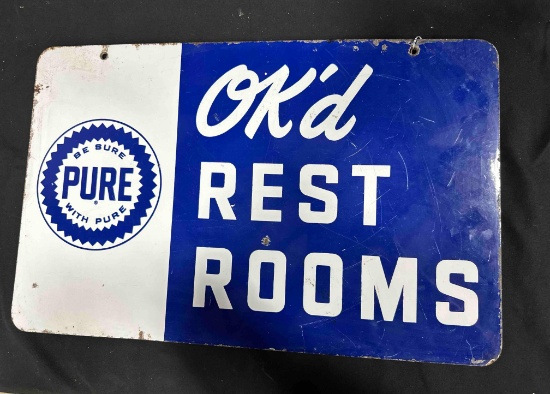 BE SURE
PURE
WITH PURE
OK'd
REST
ROOMS